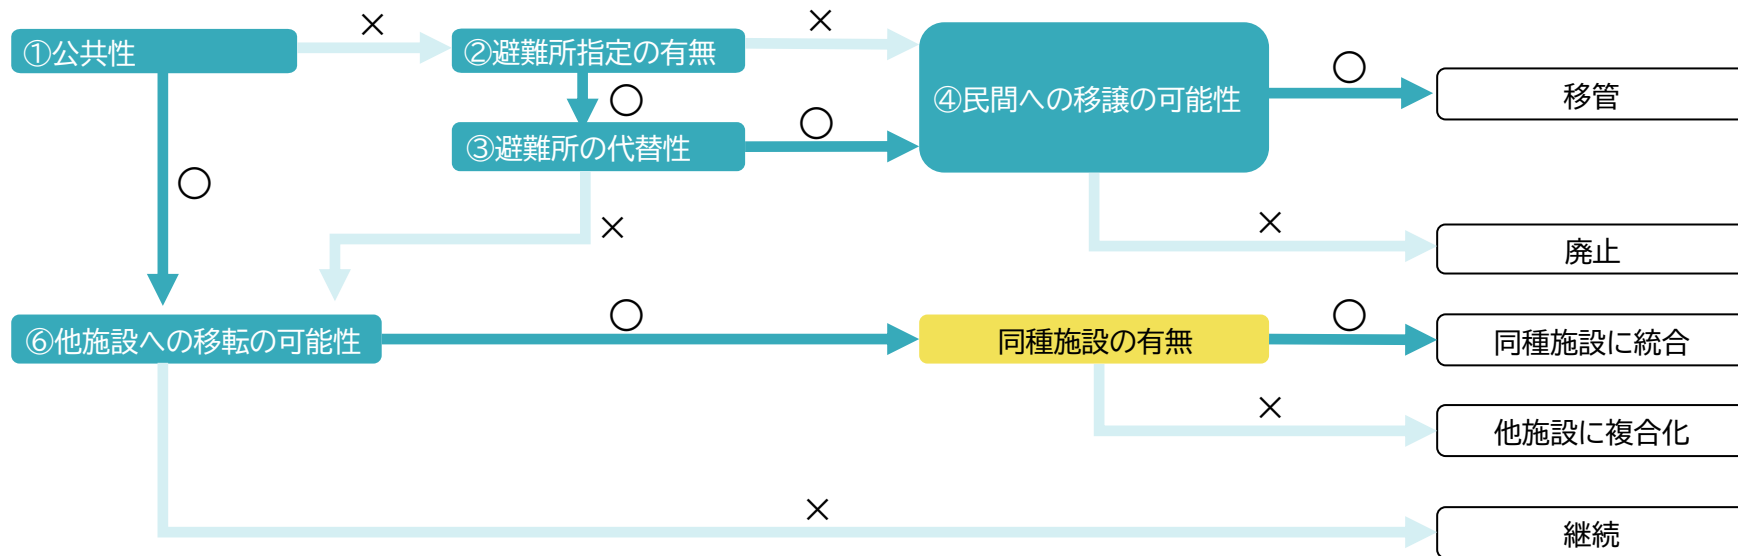 ①公共性
×
②避難所指定の有無
×
④民間への移譲の可能性
○
移管
○
③避難所の代替性
○
○
×
×
廃止
⑥他施設への移転の可能性
○
同種施設の有無
○
同種施設に統合
×
他施設に複合化
×
継続